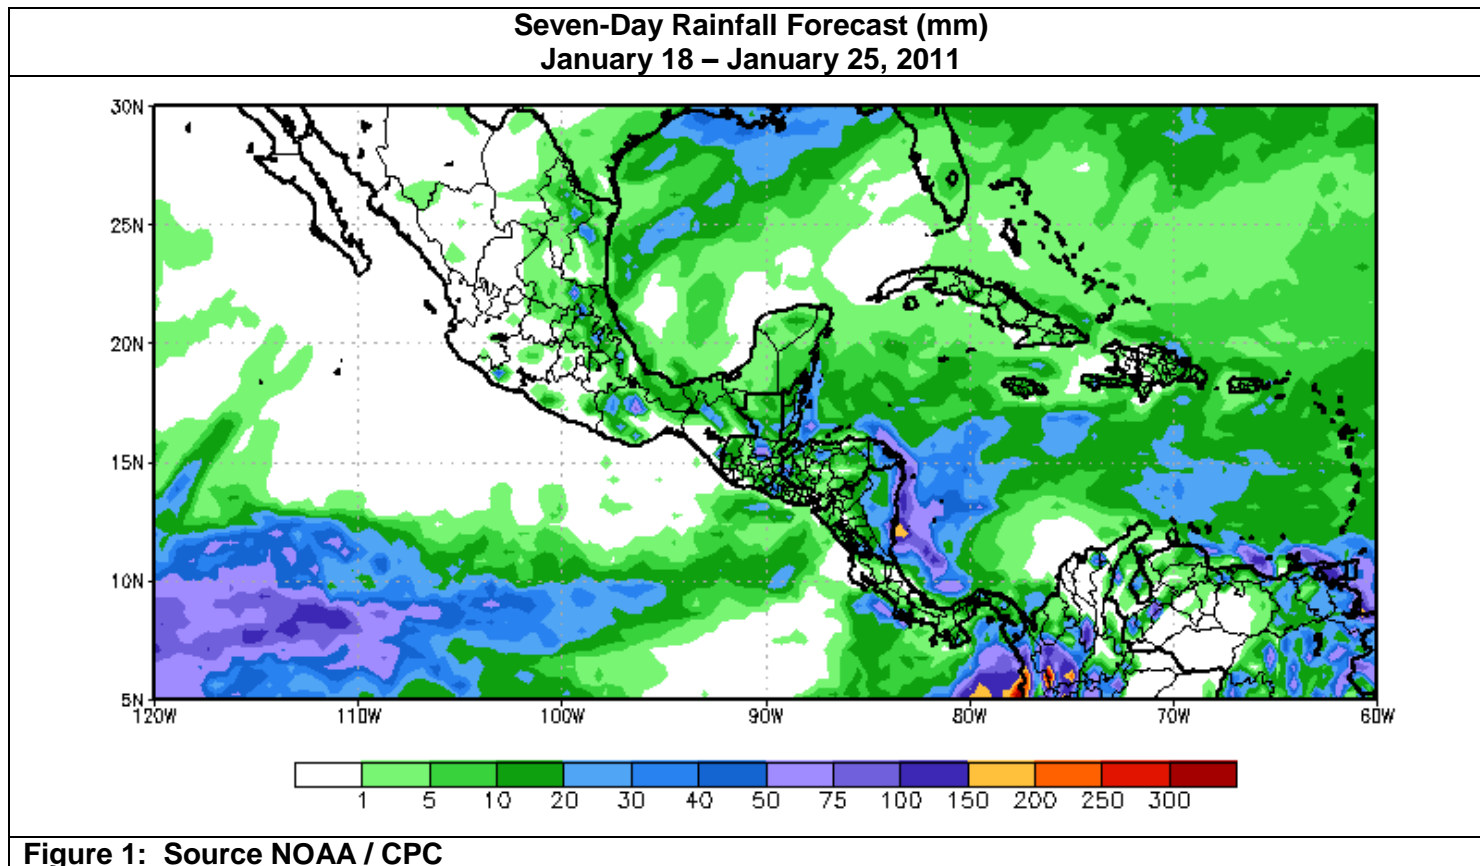 Seven-Day Rainfall Forecast (mm)
January 18 – January 25, 2011
30N
25N
20N
15N
10N
5N
120W 110W 100W 90W 80W 70W 60W
1 5 10 20 30 40 50 75 100 150 200 250 300
Figure 1: Source NOAA / CPC